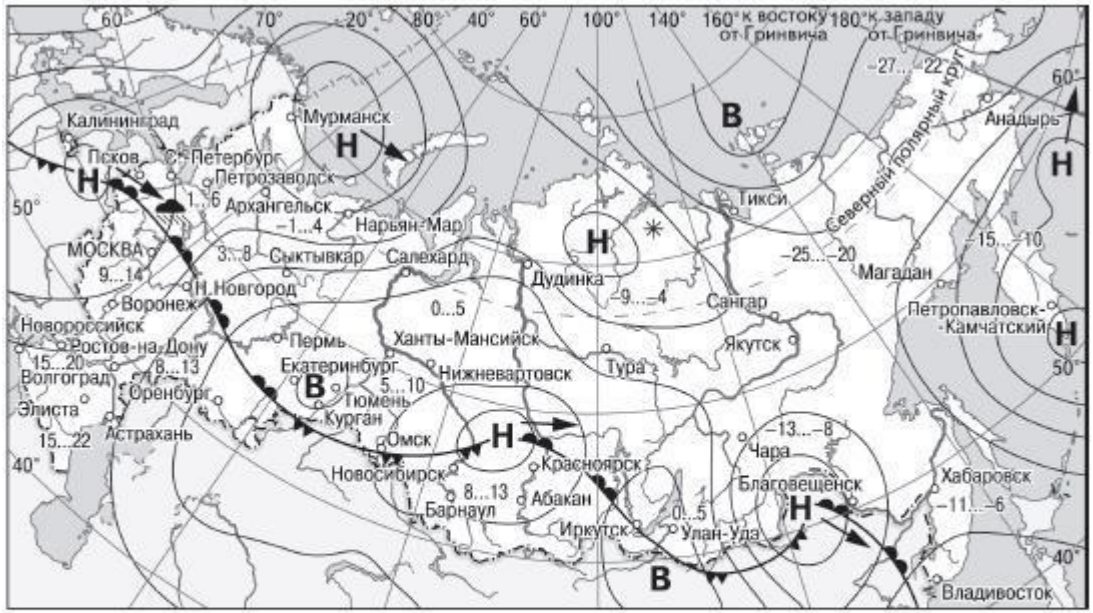 60° 70° -20° 80° 40° 60° 100° 140° 160° к востоку от Гринвича 180° к западу от Гринвича
-27...-22
Северный полярный круг
60°
Калининград
Мурманск
В
Анадырь
Н
Псков
С.-Петербург
Н
Н
Петрозаводск
1...6
Архангельск
-1...4
Нарьян-Мар
Тикси
50°
МОСКВА
3...8
Сыктывкар
Салехард
Н
Дудинка
-25...-20
-15...-10
9...14
Н.Новгород
-9...-4
Магадан
Воронеж
0...5
Сангар
Петропавловск-
-Камчатский
Новороссийск
Ростов-на-Дону
Пермь
Ханты-Мансийск
Якутск
Н
15...20
8...13
Екатеринбург
Нижневартовск
Тура
Волгоград
В
5...10
50°
Оренбург
Тюмень
Элиста
Курган
15...22
Астрахань
Омск
Н
-13...-8
Чара
40°
Новосибирск
Красноярск
Благовещенск
Хабаровск
8...13
Абакан
Барнаул
0...5
Н
-11...-6
Иркутск
Улан-Удэ
В
40°
Владивосток